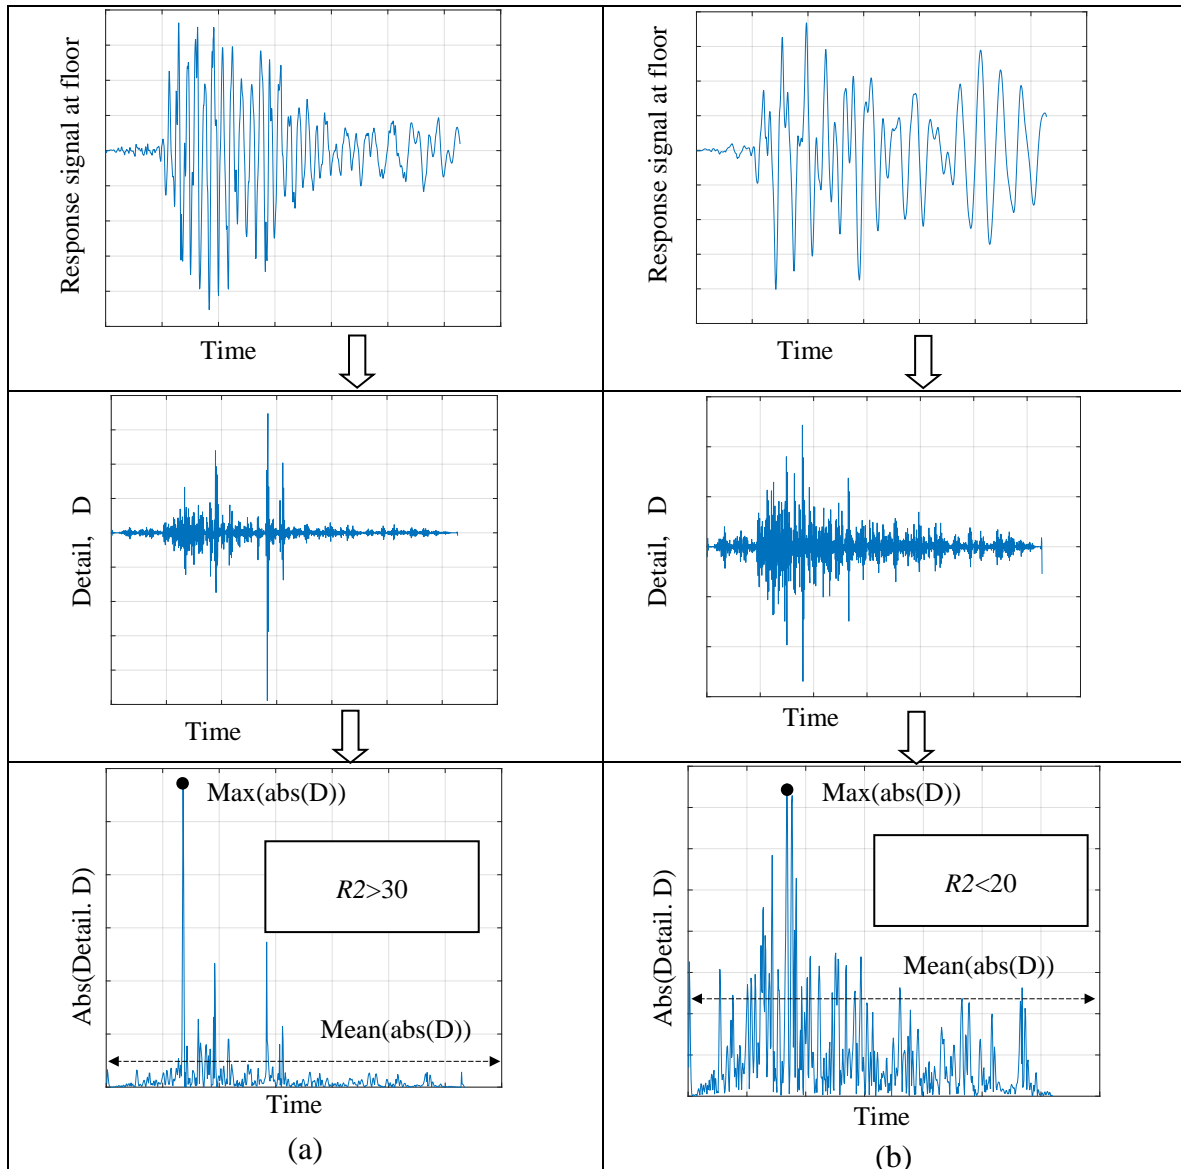 Response signal at floor
Time
Response signal at floor
Time
Detail, D
Time
Detail, D
Time
Max(abs(D))
R2>30
Abs(Detail. D)
Mean(abs(D))
Time
(a)
Max(abs(D))
R2<20
Abs(Detail. D)
Mean(abs(D))
Time
(b)